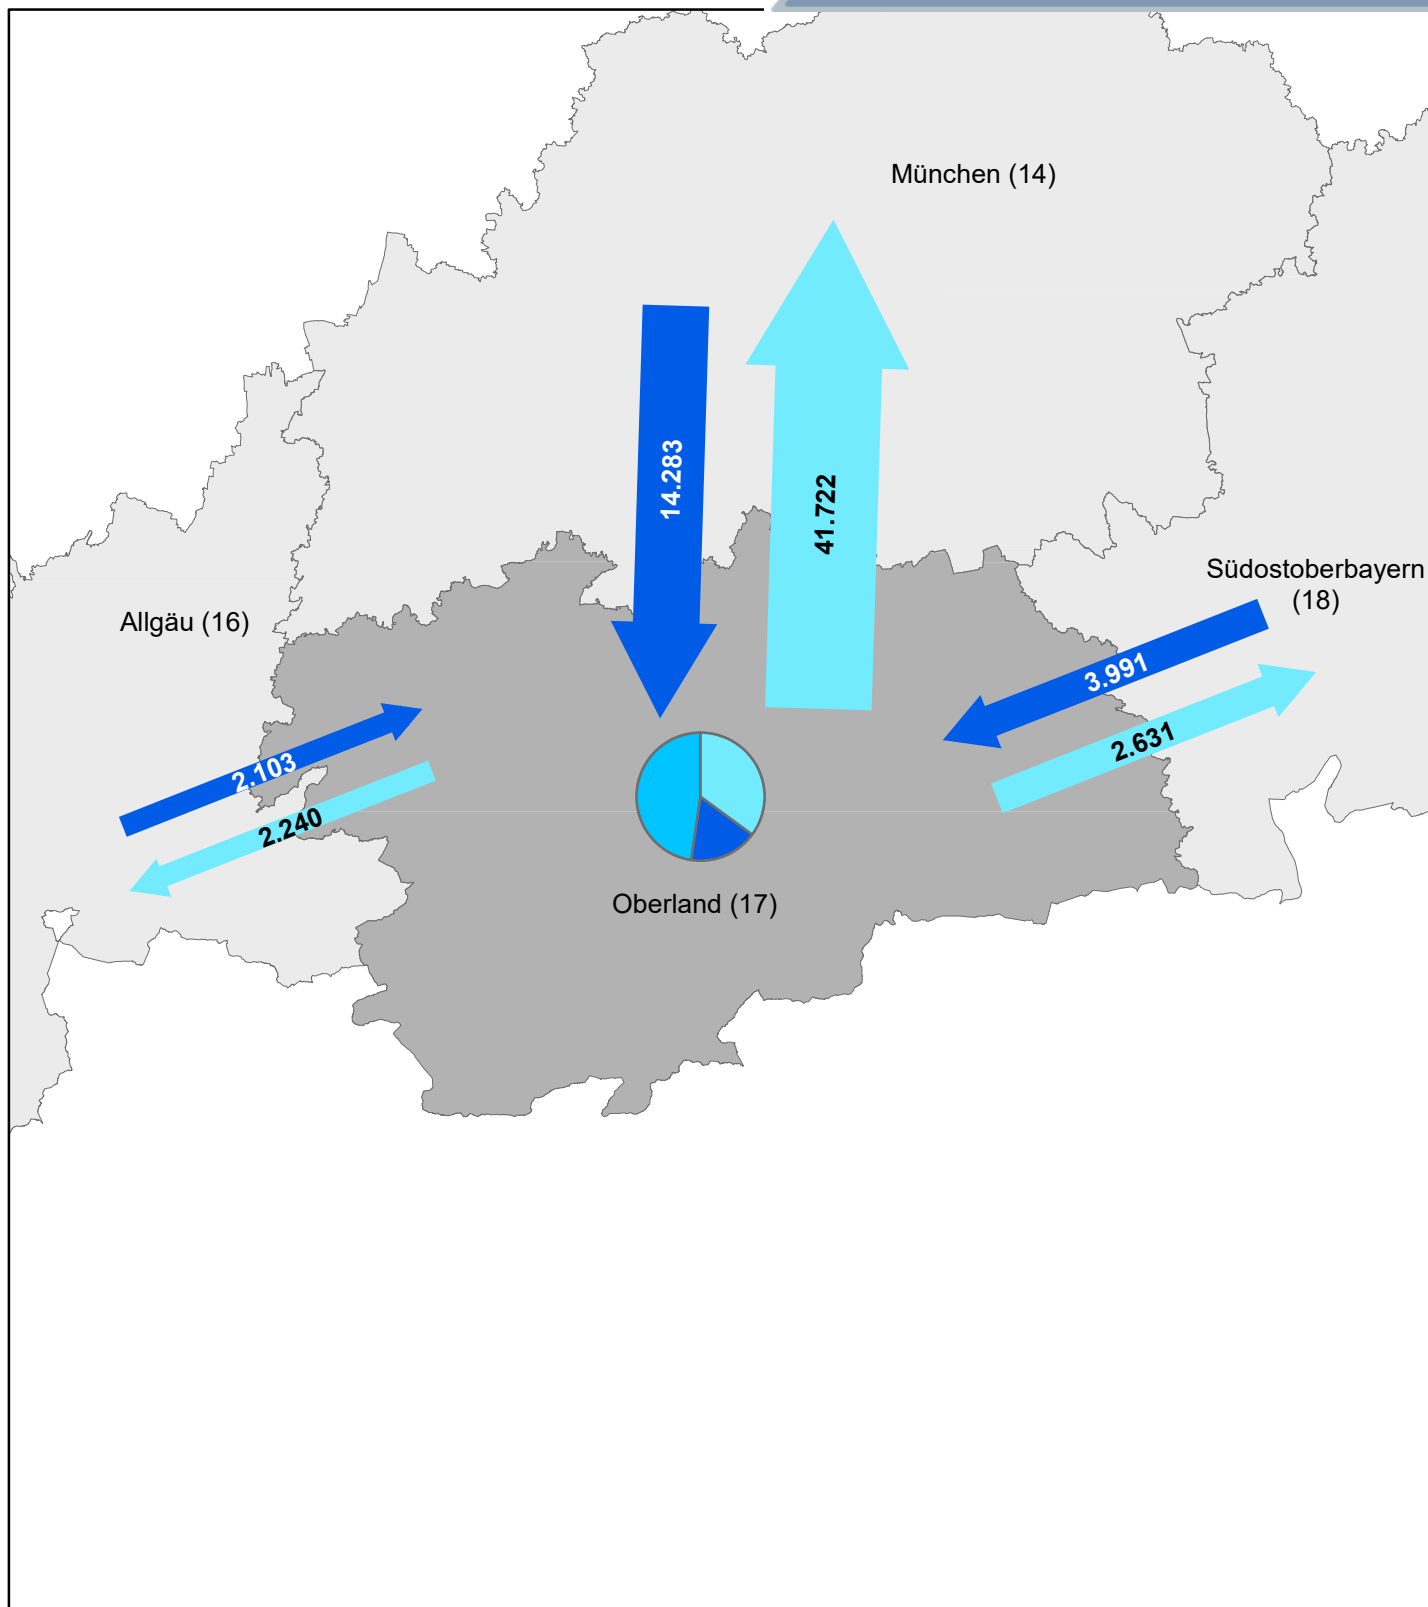 München (14)
14.283
41.722
Südostoberbayern
(18)
Allgäu (16)
3.991
2.631
2.103
2.240
Oberland (17)